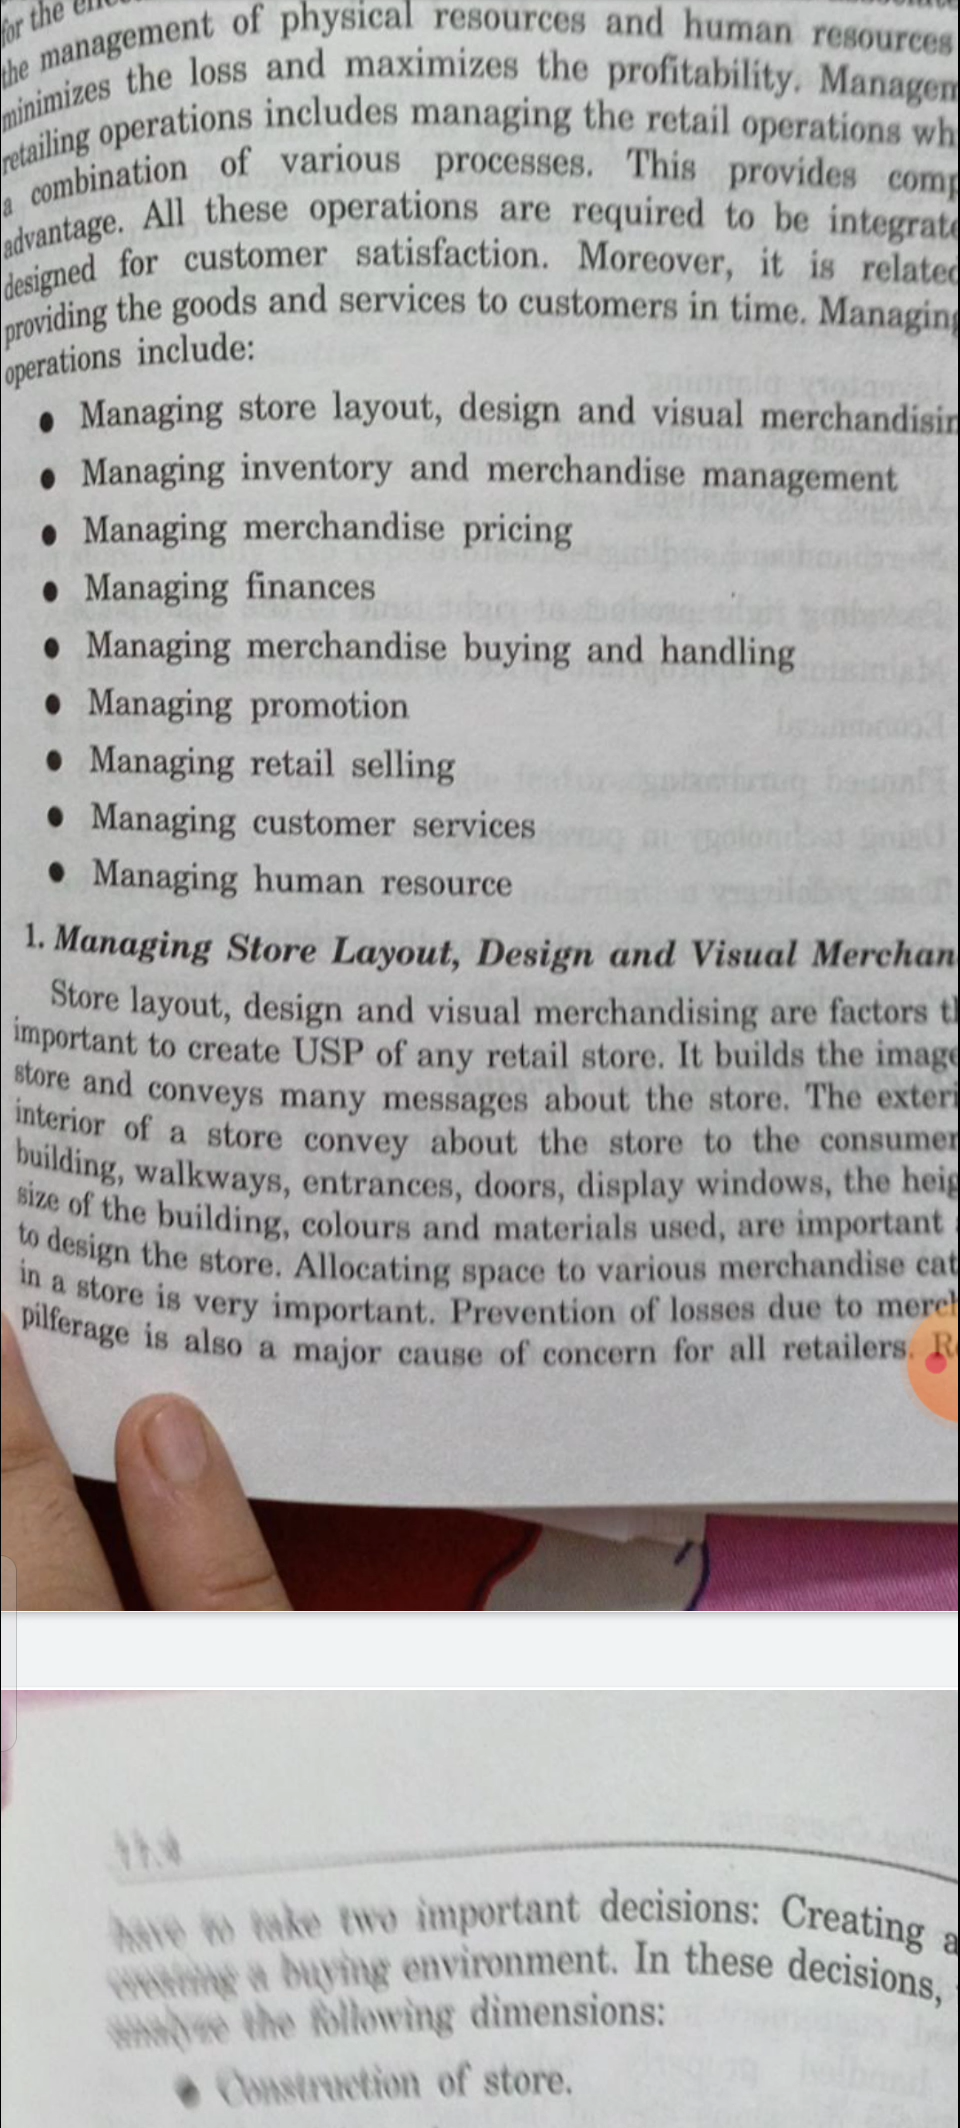 for the
the management of physical resources and human resources
minimizes the loss and maximizes the profitability. Managem
retailing operations includes managing the retail operations wh
a combination of various processes. This provides comp
advantage. All these operations are required to be integrate
designed for customer satisfaction. Moreover, it is related
providing the goods and services to customers in time. Managing
operations include:
● Managing store layout, design and visual merchandisin
● Managing inventory and merchandise management
● Managing merchandise pricing
● Managing finances
● Managing merchandise buying and handling
● Managing promotion
● Managing retail selling
● Managing customer services
● Managing human resource
1. Managing Store Layout, Design and Visual Merchan
Store layout, design and visual merchandising are factors th
important to create USP of any retail store. It builds the image
store and conveys many messages about the store. The exteri
interior of a store convey about the store to the consumer
building, walkways, entrances, doors, display windows, the heig
size of the building, colours and materials used, are important
to design the store. Allocating space to various merchandise cat
in a store is very important. Prevention of losses due to merch
pilferage is also a major cause of concern for all retailers. Re
have to take two important decisions: Creating a
creating a buying environment. In these decisions,
analyse the following dimensions:
● Construction of store.